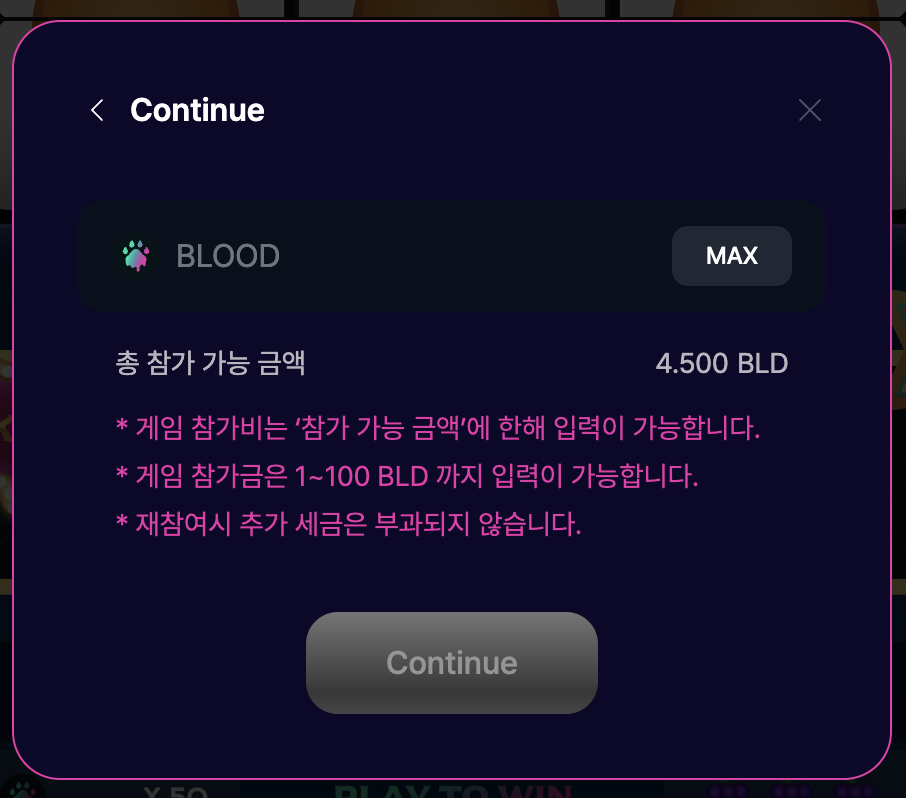 Continue
BLOOD
MAX
총 참가 가능 금액
4.500 BLD
* 게임 참가비는 ‘참가 가능 금액’에 한해 입력이 가능합니다.
* 게임 참가금은 1~100 BLD 까지 입력이 가능합니다.
* 재참여시 추가 세금은 부과되지 않습니다.
Continue
X 50
PLAY TO WIN